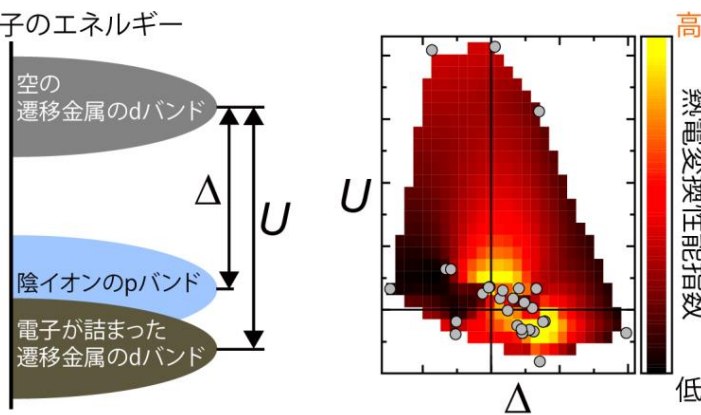 子のエネルギー
空の
遷移金属のdバンド
Δ
U
陰イオンのpバンド
電子が詰まった
遷移金属のdバンド
U
Δ
高
熱電変換性能指数
低